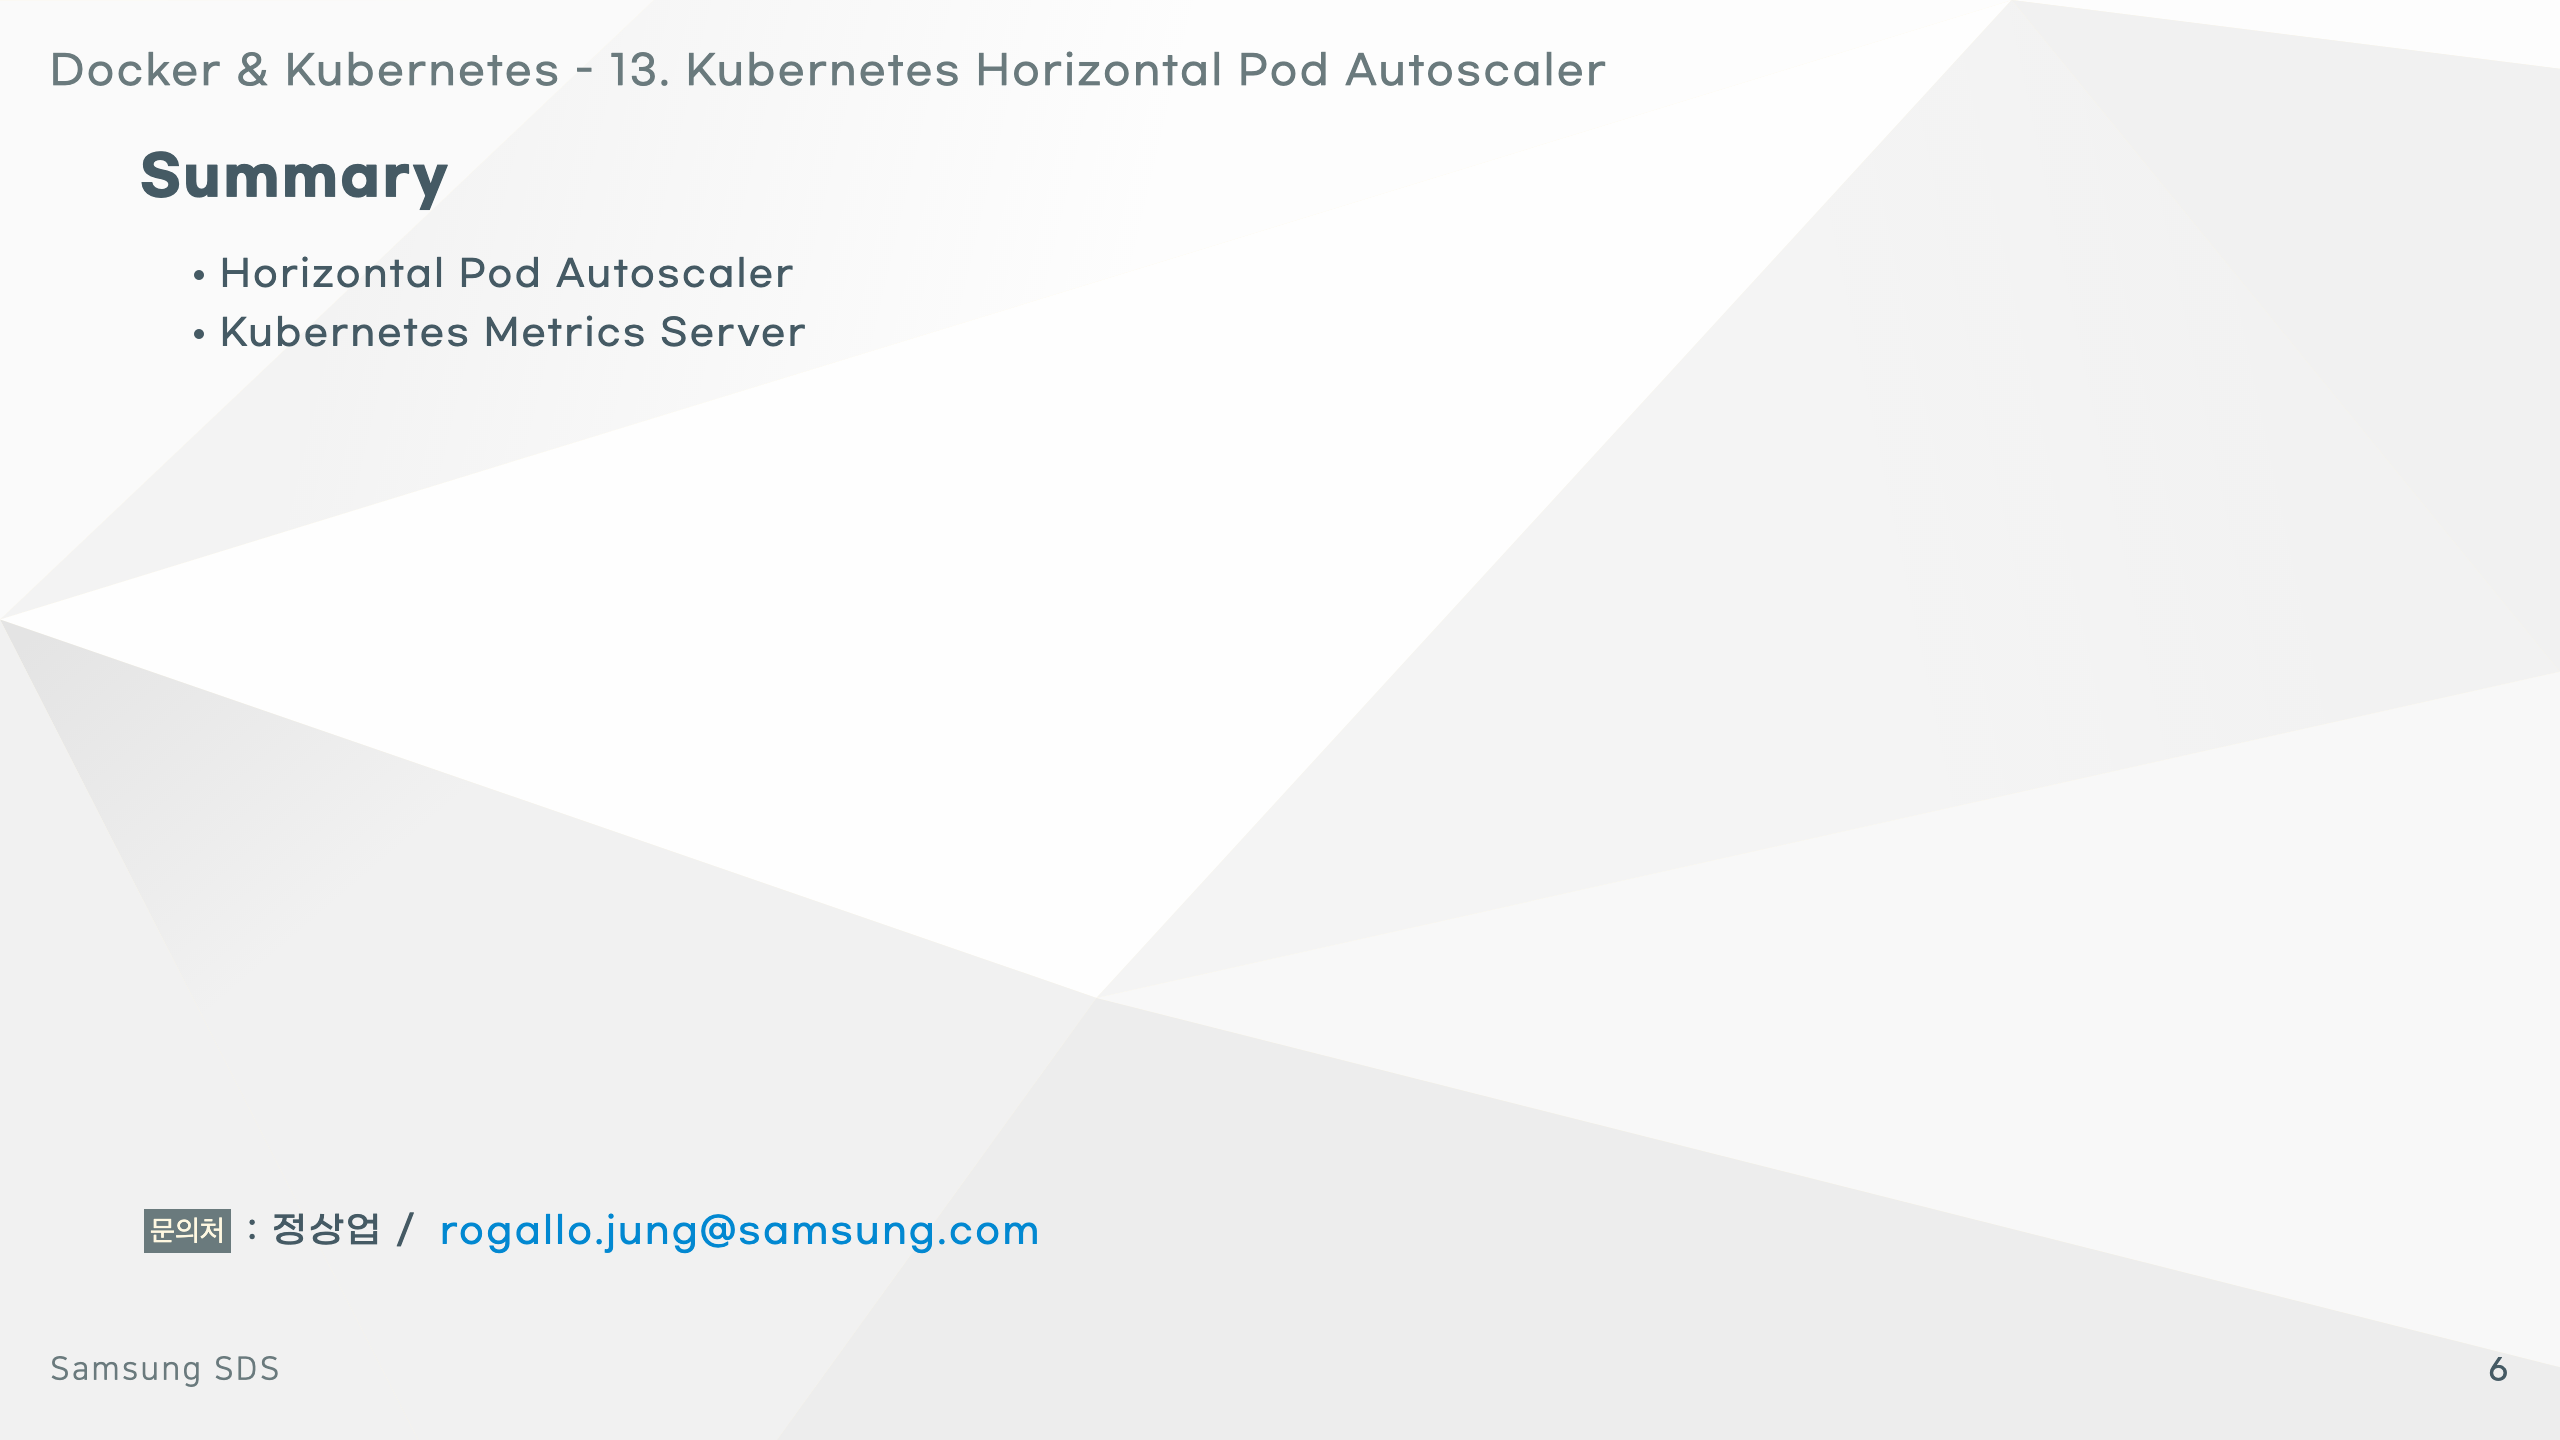 Docker & Kubernetes - 13. Kubernetes Horizontal Pod Autoscaler
Summary
• Horizontal Pod Autoscaler
• Kubernetes Metrics Server
문의처 : 정상업 / rogallo.jung@samsung.com
Samsung SDS
6